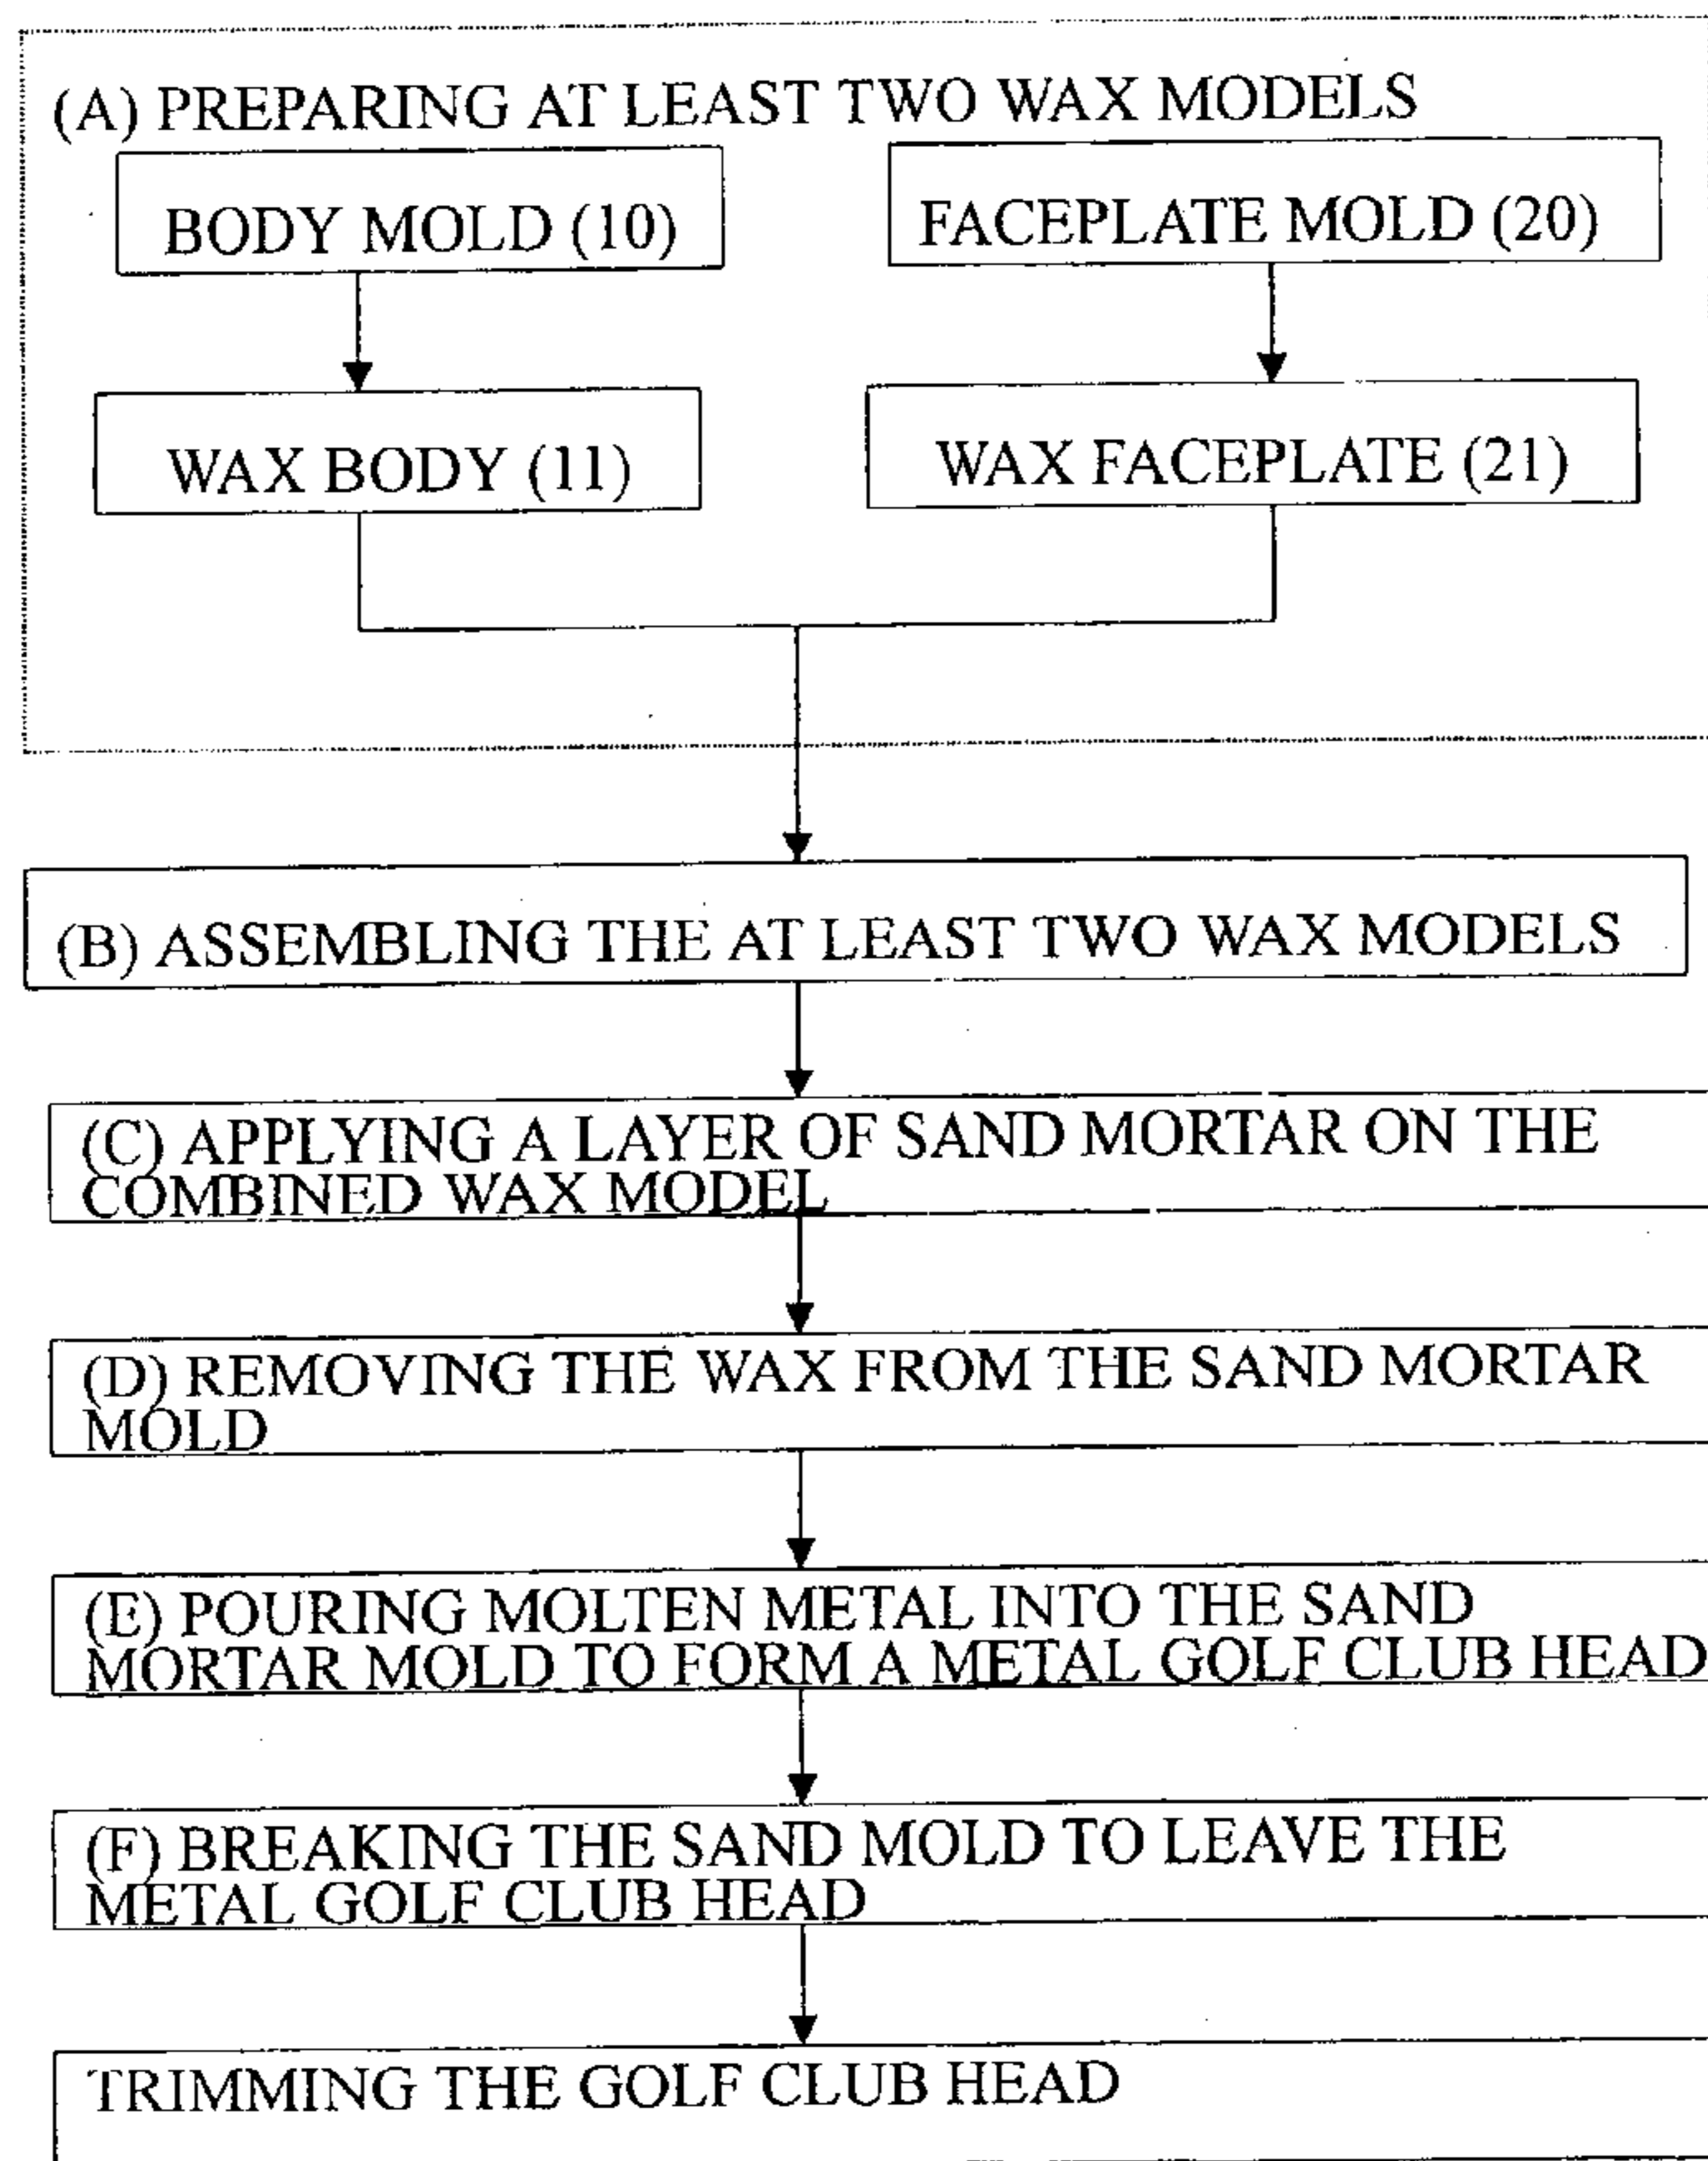 (A) PREPARING AT LEAST TWO WAX MODELS
BODY MOLD (10)
FACEPLATE MOLD (20)
WAX BODY (11)
WAX FACEPLATE (21)
(B) ASSEMBLING THE AT LEAST TWO WAX MODELS
(C) APPLYING A LAYER OF SAND MORTAR ON THE
COMBINED WAX MODEL
(D) REMOVING THE WAX FROM THE SAND MORTAR
MOLD
(E) POURING MOLTEN METAL INTO THE SAND
MORTAR MOLD TO FORM A METAL GOLF CLUB HEAD
(F) BREAKING THE SAND MOLD TO LEAVE THE
METAL GOLF CLUB HEAD
TRIMMING THE GOLF CLUB HEAD